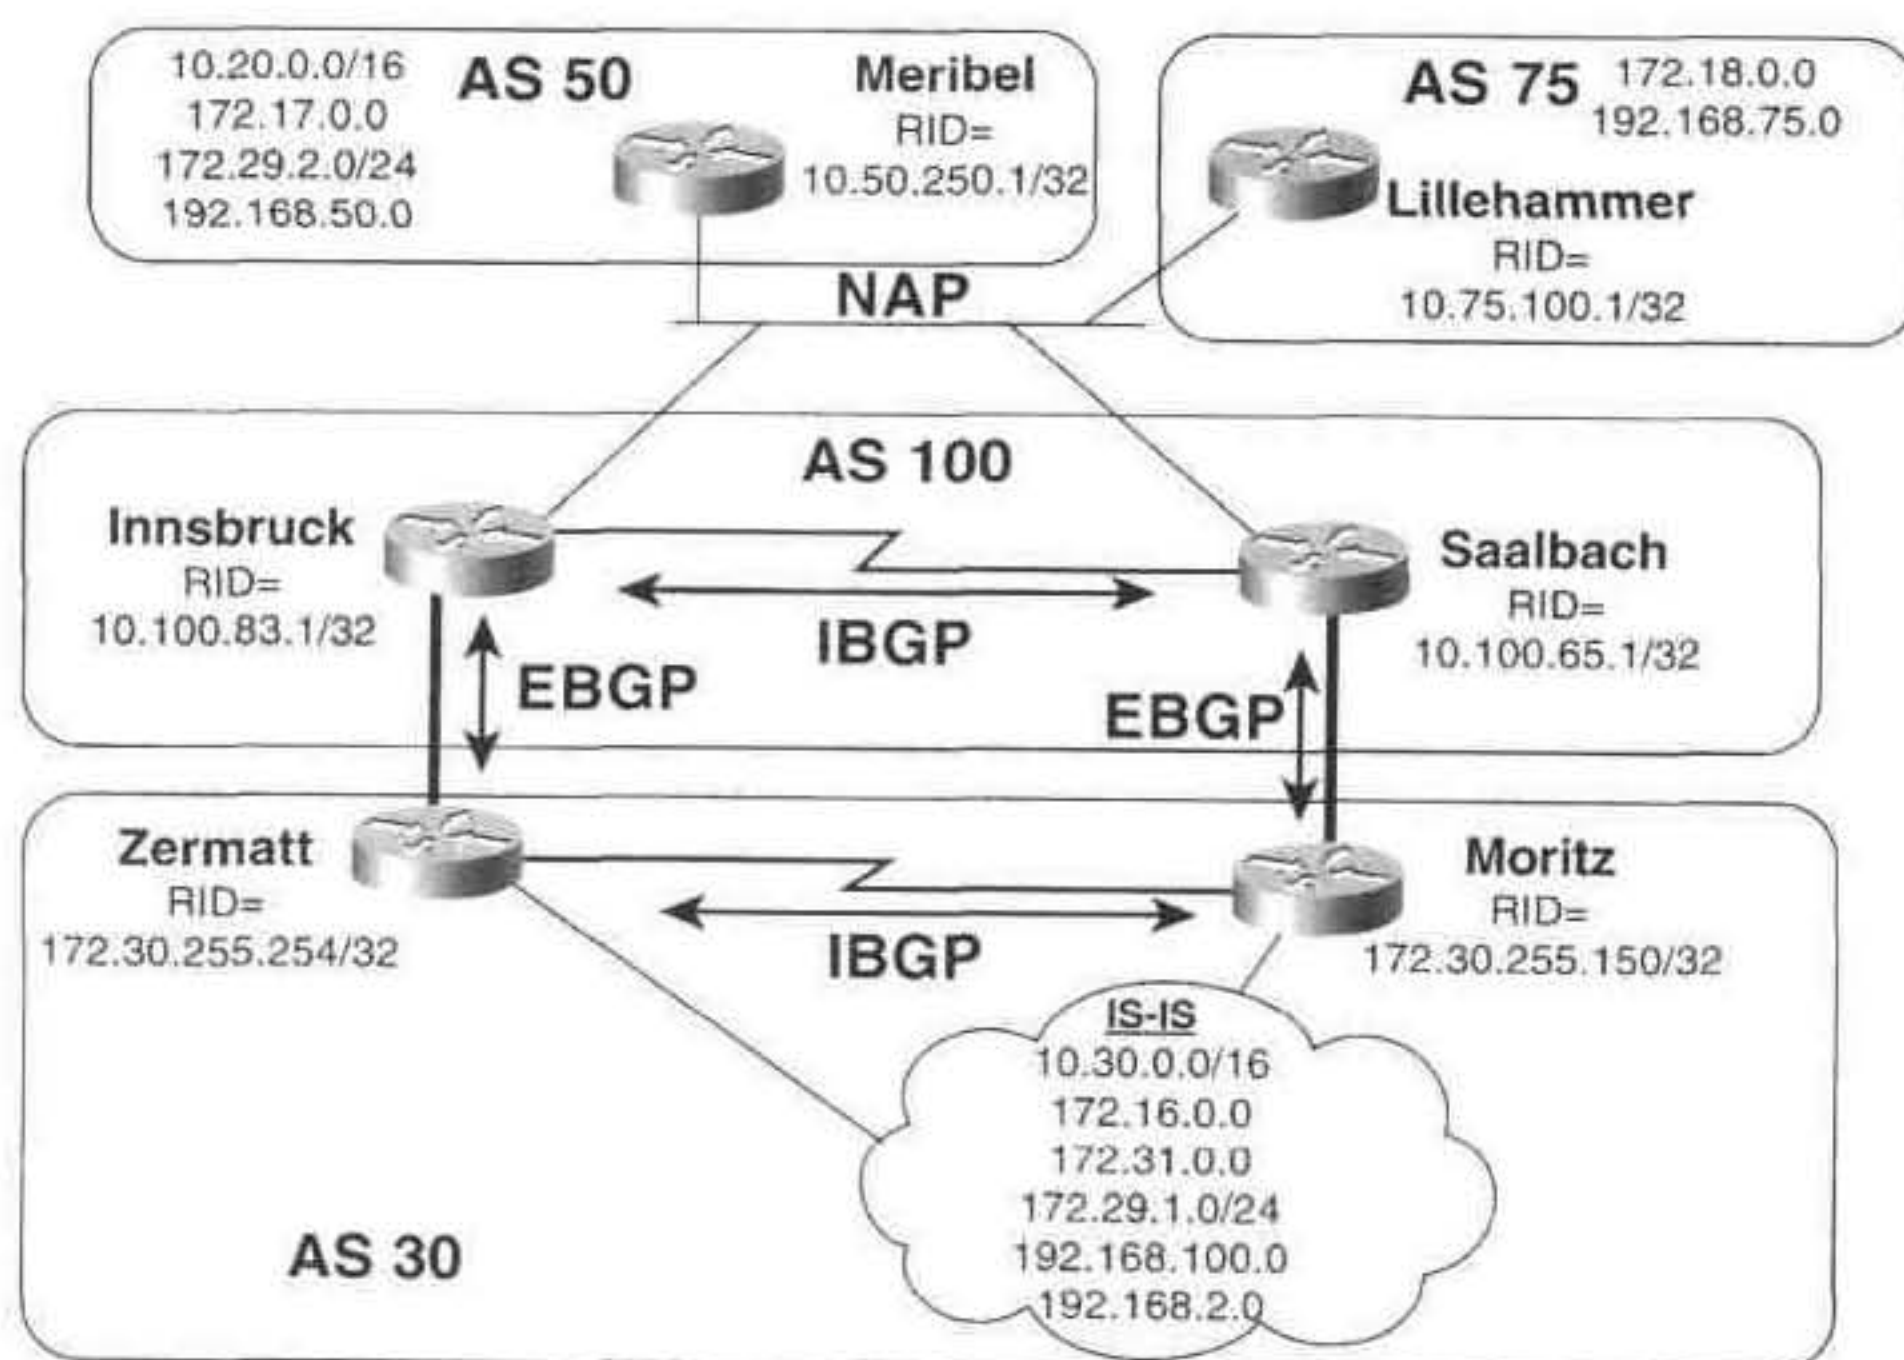 10.20.0.0/16
172.17.0.0
172.29.2.0/24
192.168.50.0
AS 50
Meribel
RID=
10.50.250.1/32
AS 75
172.18.0.0
192.168.75.0
Lillehammer
RID=
10.75.100.1/32
NAP
AS 100
Innsbruck
RID=
10.100.83.1/32
IBGP
Saalbach
RID=
10.100.65.1/32
EBGP
EBGP
Zermatt
RID=
172.30.255.254/32
IBGP
Moritz
RID=
172.30.255.150/32
IS-IS
10.30.0.0/16
172.16.0.0
172.31.0.0
172.29.1.0/24
192.168.100.0
192.168.2.0
AS 30